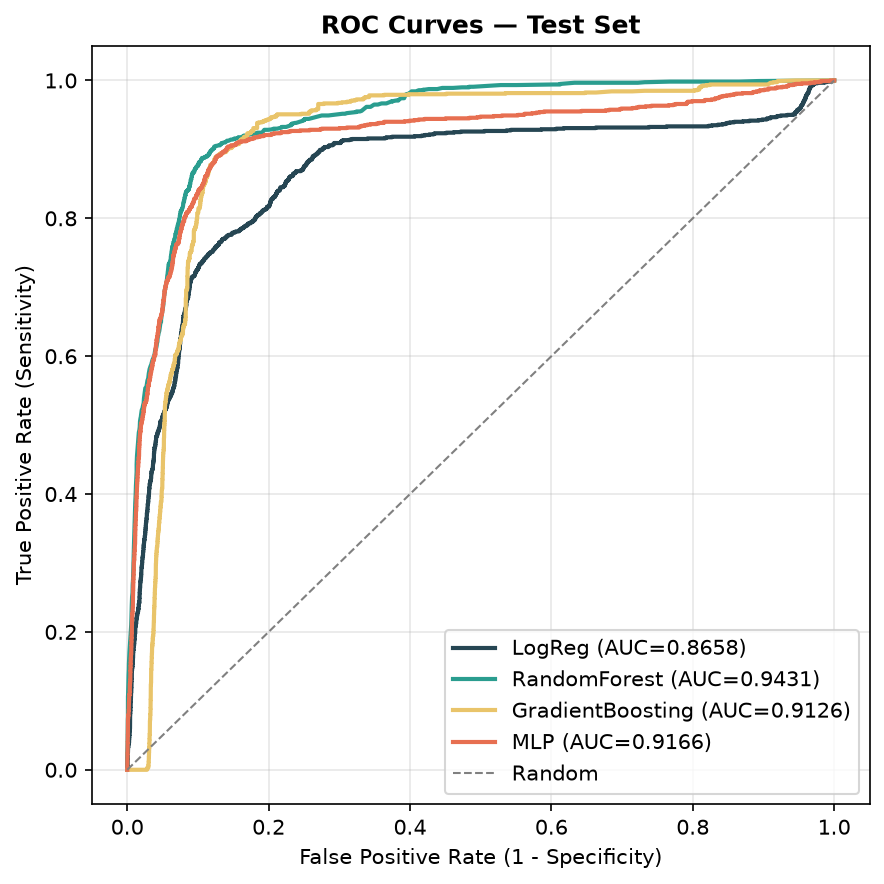 ROC Curves — Test Set
True Positive Rate (Sensitivity)
1.0
0.8
0.6
0.4
0.2
0.0
LogReg (AUC=0.8658)
RandomForest (AUC=0.9431)
GradientBoosting (AUC=0.9126)
MLP (AUC=0.9166)
Random
0.0 0.2 0.4 0.6 0.8 1.0
False Positive Rate (1 - Specificity)